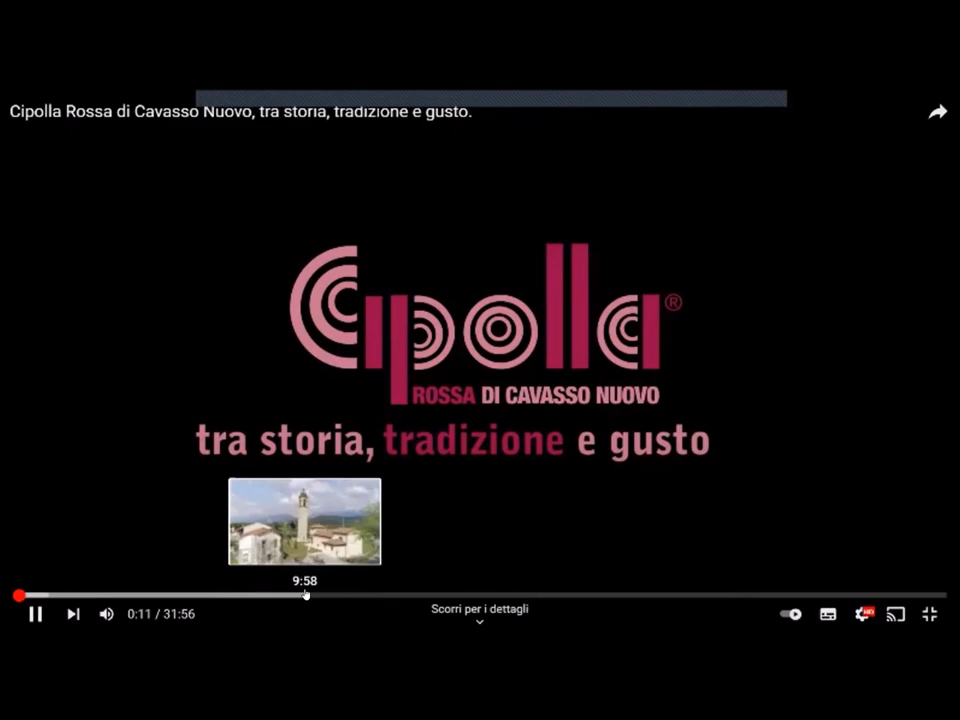 Cipolla Rossa di Cavasso Nuovo, tra storia, tradizione e gusto.
Cipolla®
ROSSA DI CAVASSO NUOVO
tra storia, tradizione e gusto
9:58
Scorri per i dettagli
0:11 / 31:56
HD